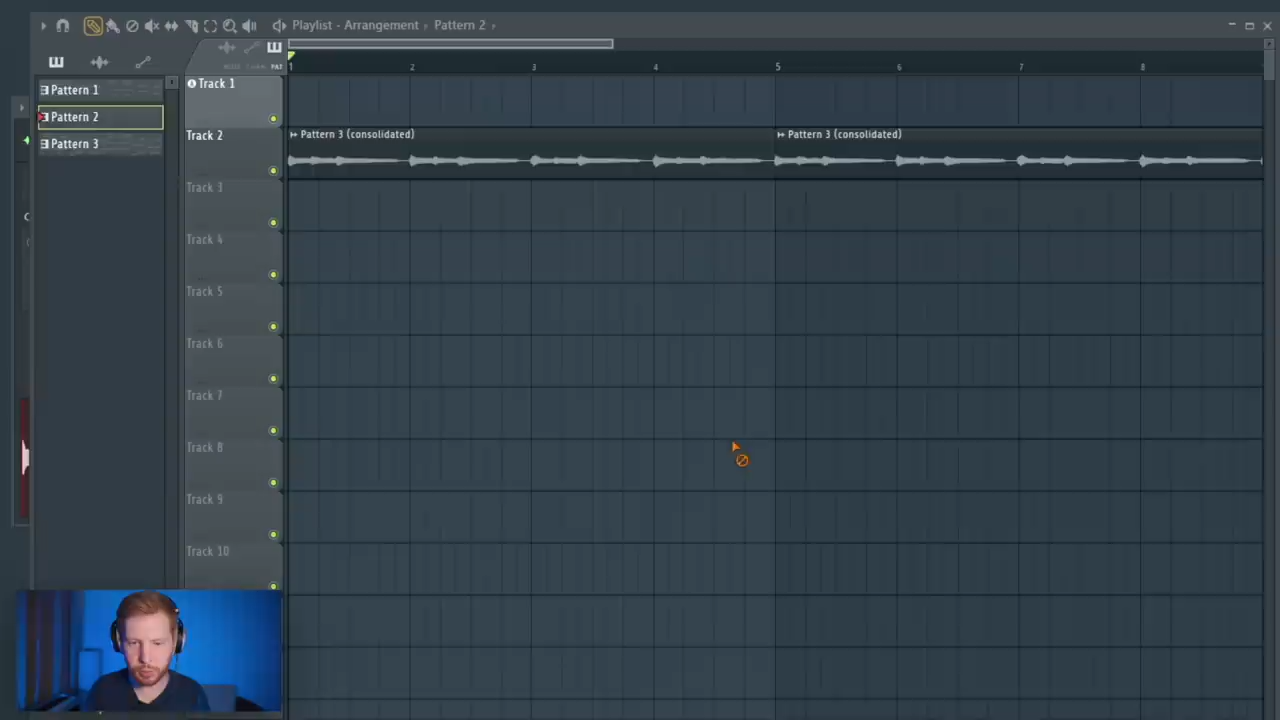 Playlist - Arrangement › Pattern 2 ›
1 2 3 4 5 6 7 8
Pattern 1
Pattern 2
Pattern 3
Track 1
Track 2
Pattern 3 (consolidated) Pattern 3 (consolidated)
Track 3
Track 4
Track 5
Track 6
Track 7
Track 8
Track 9
Track 10